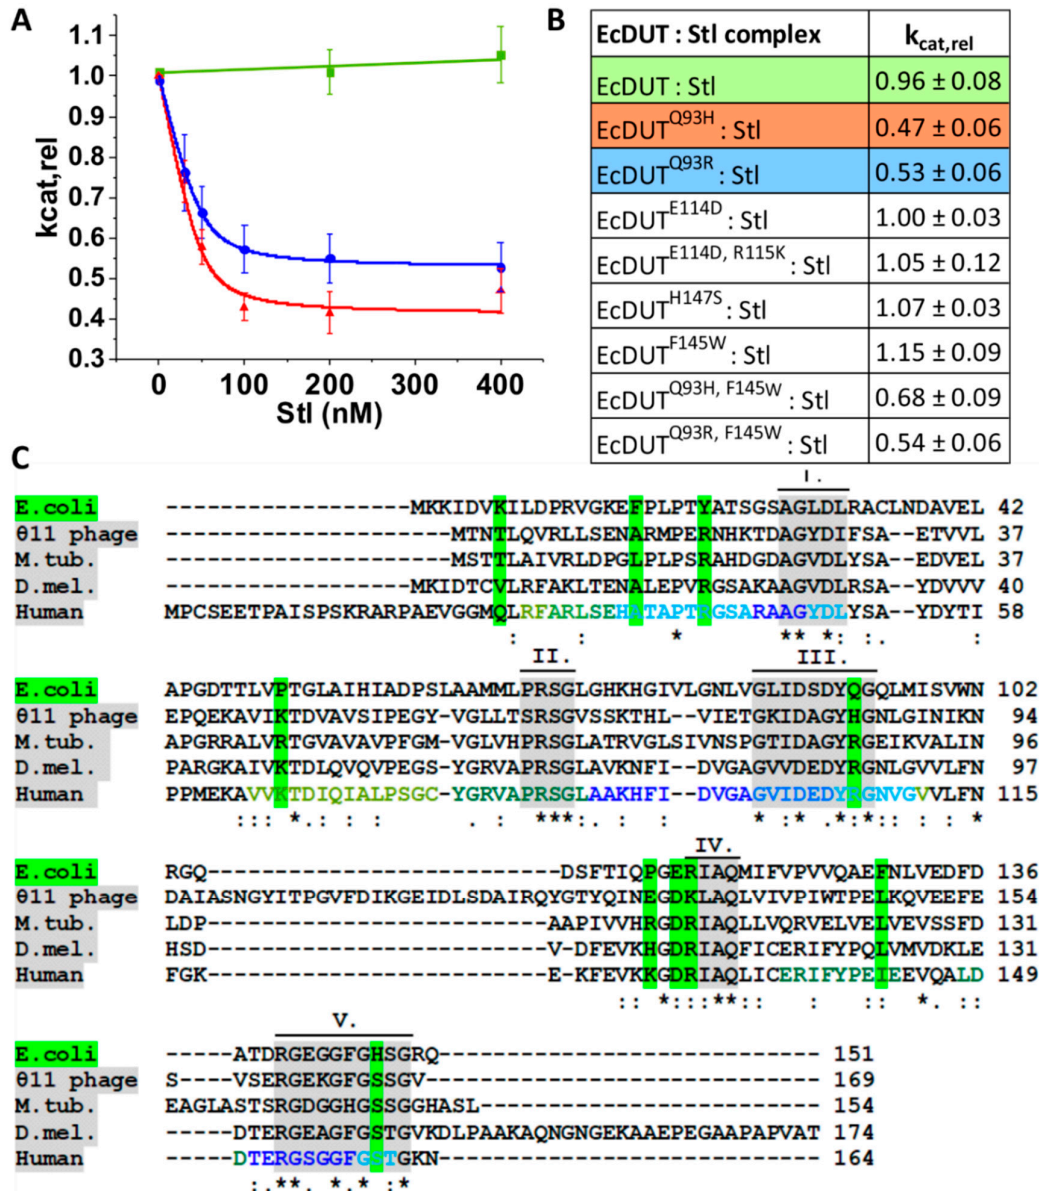 A
1.1
1.0
0.9
0.8
0.7
0.6
0.5
0.4
0.3
kcat,rel
0 100 200 300 400
Stl (nM)
B
EcDUT : Stl complex kcat,rel
EcDUT : Stl 0.96 ± 0.08
EcDUTQ93H : Stl 0.47 ± 0.06
EcDUTQ93R : Stl 0.53 ± 0.06
EcDUTE114D : Stl 1.00 ± 0.03
EcDUTE114D, R115K : Stl 1.05 ± 0.12
EcDUTH147S : Stl 1.07 ± 0.03
EcDUTF145W : Stl 1.15 ± 0.09
EcDUTQ93H, F145W : Stl 0.68 ± 0.09
EcDUTQ93R, F145W : Stl 0.54 ± 0.06
C
I.
E.coli ------------------MKKIDVKILDPRVGKEFPLPTYATSGSAGLDLRACLNDAVEL 42
θ11 phage ---------------------MTNTLQVRLLSENARMPERNHKTDAGYDIFSA--ETVVL 37
M.tub. ---------------------MSTTLAIVRLDPGLPLPSRAHDGDAGVDLYSA--EDVEL 37
D.mel. ------------------MKIDTCVLRFAKLTENALEPVRGSAKAAGVDLRSA--YDVVV 40
Human MPCSEETPAISPSKRARPAEVGGMQLRFARLSEHATAPTRGSARAAGYDLYSA--YDYTI 58
: : * ** *: :. :
II. III.
E.coli APGDTTLVPTGLAIHIADPSLAAMMLPRSGLGHKHGIVLGNLVGLIDSDYQGQLMISVWN 102
θ11 phage EPQEKAVIKTDVAVSIPEGY-VGLLTSRSGVSSKTHL--VIETGKIDAGYHGNLGINIKN 94
M.tub. APGRRALVRTGVAVAVPFGM-VGLVHPRSGLATRVGLSIVNSPGTIDAGYRGEIKVALIN 96
D.mel. PARGKAIVKTDLQVQVPEGS-YGRVAPRSGLAVKNFI--DVGAGVVDEDYRGNLGVVLFN 97
Human PPMEKAVVKTDIQIALPSGC-YGRVAPRSGLAAKHFI--DVGAGVIDEDYRGNVGVVLFN 115
:::*.: : : . :***:. : * :* .*:*:: : : *
IV.
E.coli RGQ--------------------------DSFTIQPGERIAQMIFVPVVQAEFNLVEDFD 136
θ11 phage DAIASNGYITPGVFDIKGEIDLSDAIRQYGTYQINEGDKLAQLVIVPIWTPELKQVEEFE 154
M.tub. LDP--------------------------AAPIVVHRGDRIAQLLVQRVELVELVEVSSFD 131
D.mel. HSD--------------------------V-DFEVKHGDRIAQFICERIFYPQLVMVDKLE 131
Human FGK--------------------------E-KFEVKKGDRIAQLICERIFYPEIEEVQALD 149
:: *:::**:: : :: *. ::
V.
E.coli -----ATDRGEGGFGHSGRQ---------------------------- 151
θ11 phage S----VSERGEKGFGSSGV----------------------------- 169
M.tub. EAGLASTSRGDGGHGSSGGHASL------------------------- 154
D.mel. -----DTERGEAGFGSTGVKDLPAAKAQNGNGEKAAEPEGAAPAPVAT 174
Human -----DTERGSGGFGSTGKN---------------------------- 164
:.** *.* :*